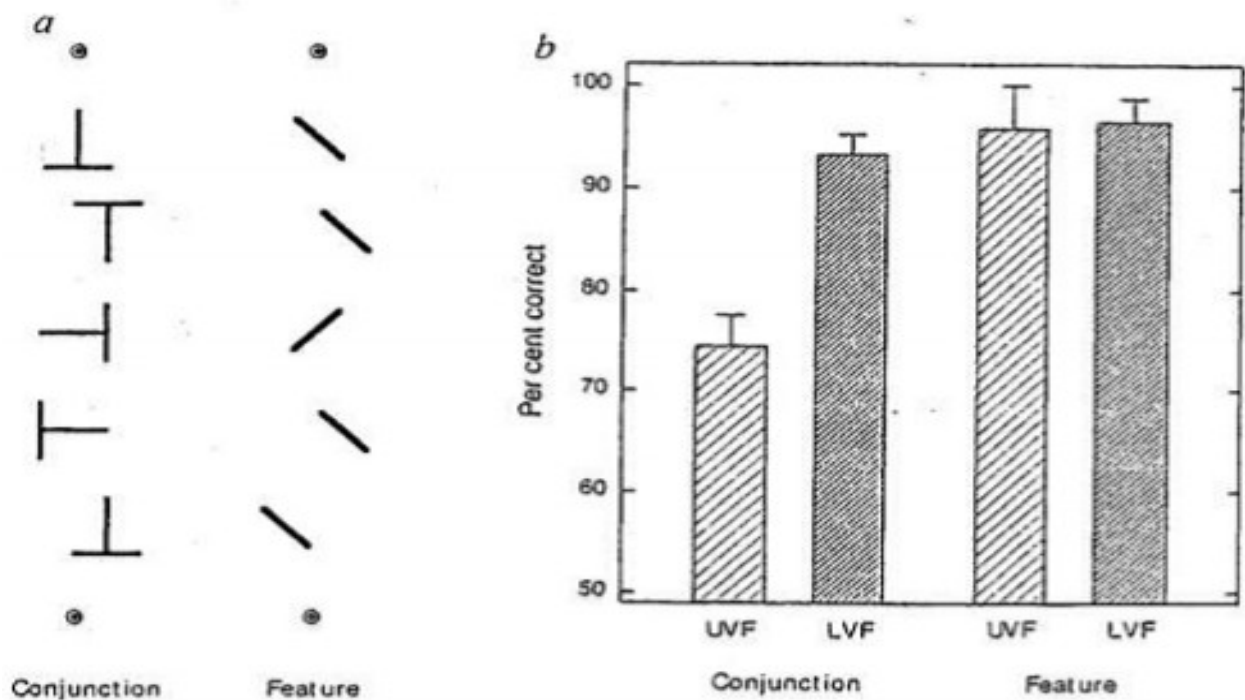 a
b
100
90
80
70
60
50
Per cent correct
UVF
LVF
UVF
LVF
Conjunction
Feature
Conjunction
Feature